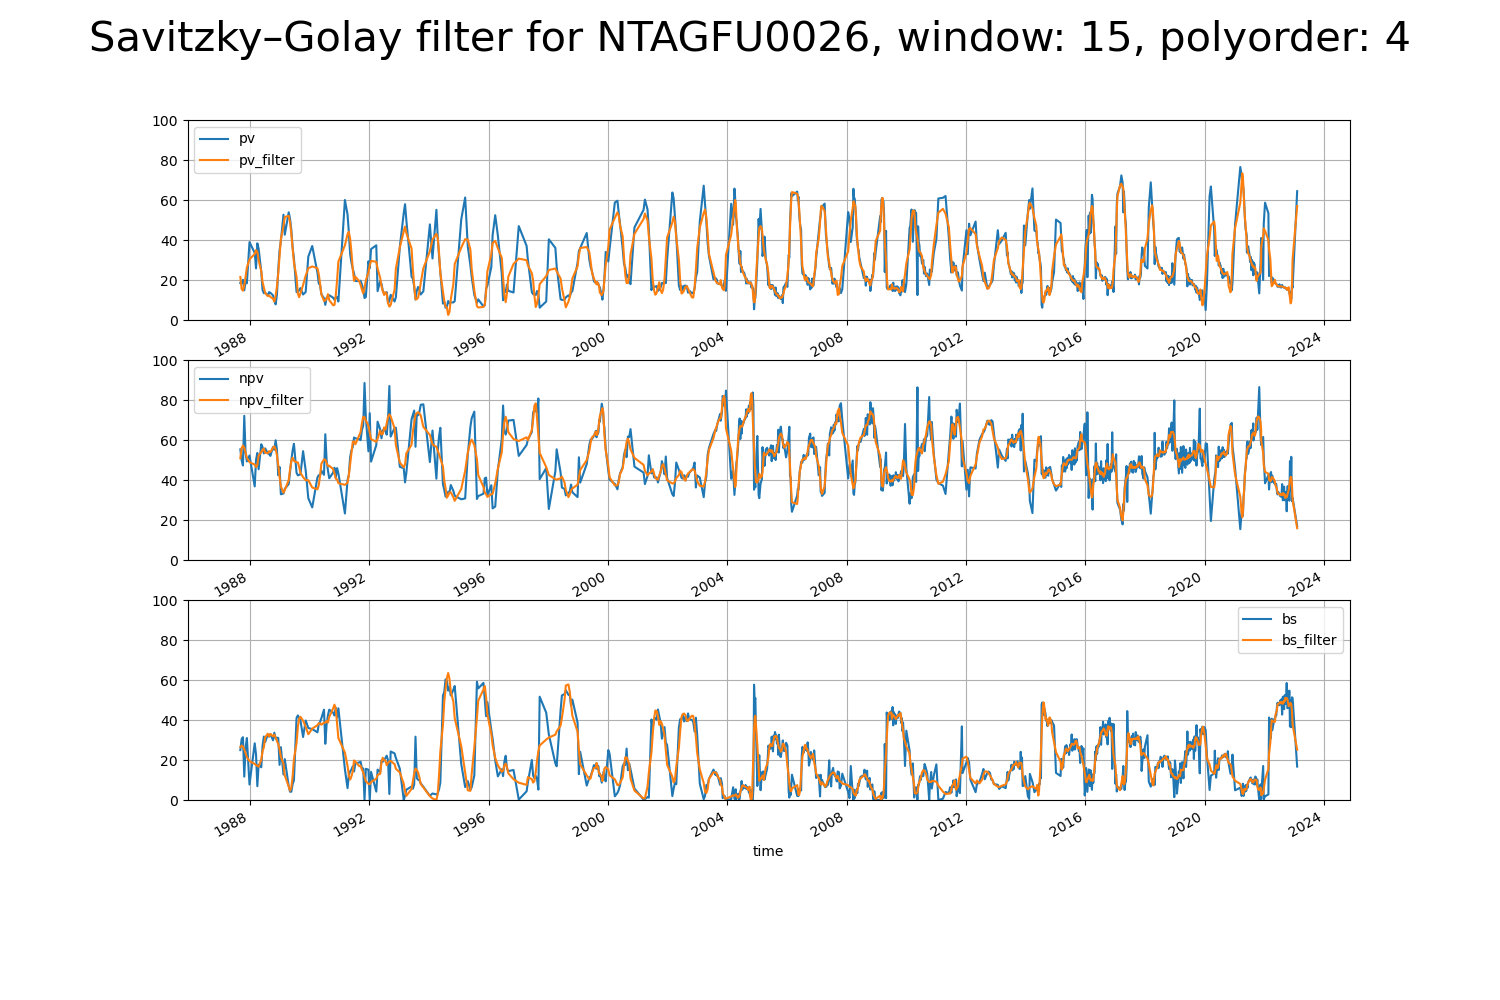 Savitzky–Golay filter for NTAGFU0026, window: 15, polyorder: 4
100
80
60
40
20
0
pv
pv_filter
1988 1992 1996 2000 2004 2008 2012 2016 2020 2024
100
80
60
40
20
0
npv
npv_filter
1988 1992 1996 2000 2004 2008 2012 2016 2020 2024
100
80
60
40
20
0
bs
bs_filter
1988 1992 1996 2000 2004 2008 2012 2016 2020 2024
time